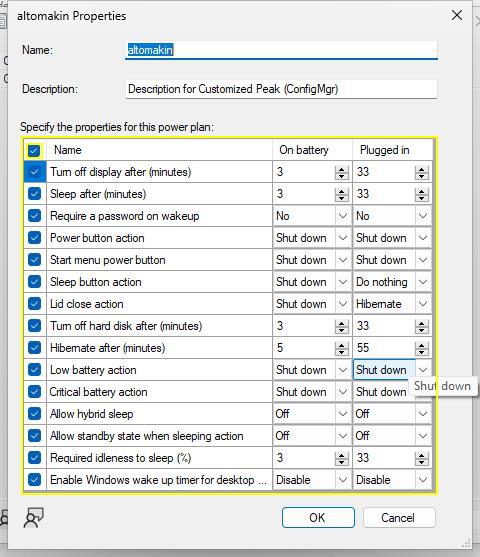 altomakin Properties
Name: altomakin
Description: Description for Customized Peak (ConfigMgr)
Specify the properties for this power plan:
Name On battery Plugged in
Turn off display after (minutes) 3 33
Sleep after (minutes) 3 33
Require a password on wakeup No No
Power button action Shut down Shut down
Start menu power button Shut down Shut down
Sleep button action Shut down Do nothing
Lid close action Shut down Hibernate
Turn off hard disk after (minutes) 3 33
Hibernate after (minutes) 5 55
Low battery action Shut down Shut down
Shut down
Critical battery action Shut down Shut down
Allow hybrid sleep Off Off
Allow standby state when sleeping action Off Off
Required idleness to sleep (%) 3 33
Enable Windows wake up timer for desktop ... Disable Disable
OK Cancel